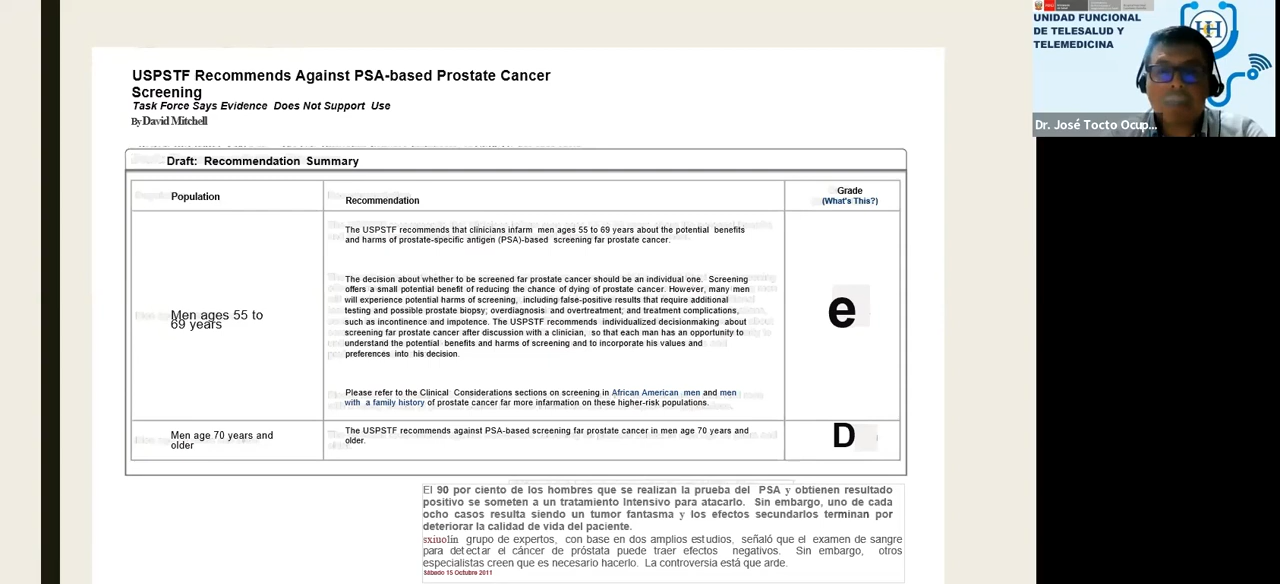 USPSTF Recommends Against PSA-based Prostate Cancer
Screening
Task Force Says Evidence Does Not Support Use
By David Mitchell
Draft: Recommendation Summary
Population
Recommendation
Grade
(What's This?)
Men ages 55 to
69 years
The USPSTF recommends that clinicians infarm men ages 55 to 69 years about the potential benefits
and harms of prostate-specific antigen (PSA)-based screening far prostate cancer.
The decision about whether to be screened far prostate cancer should be an individual one. Screening
offers a small potential benefit of reducing the chance of dying of prostate cancer. However, many men
will experience potential harms of screening, including false-positive results that require additional
testing and possible prostate biopsy; overdiagnosis and overtreatment; and treatment complications,
such as incontinence and impotence. The USPSTF recommends individualized decisionmaking about
screening far prostate cancer after discussion with a clinician, so that each man has an opportunity to
understand the potential benefits and harms of screening and to incorporate his values and
preferences into his decision.
Please refer to the Clinical Considerations sections on screening in African American men and men
with a family history of prostate cancer far more infarmation on these higher-risk populations.
e
Men age 70 years and
older
The USPSTF recommends against PSA-based screening far prostate cancer in men age 70 years and
older.
D
El 90 por ciento de los hombres que se realizan la prueba del PSA y obtienen resultado
positivo se someten a un tratamiento Intensivo para atacarlo. Sin embargo, uno de cada
ocho casos resulta siendo un tumor fantasma y los efectos secundarlos terminan por
deteriorar la calidad de vida del paciente.
sxiuolin grupo de expertos, con base en dos amplios estudios, señaló que el examen de sangre
para detectar el cáncer de próstata puede traer efectos negativos. Sin embargo, otros
especialistas creen que es necesario hacerlo. La controversia está que arde.
Sábado 15 Octubre 2011
UNIDAD FUNCIONAL
DE TELESALUD Y
TELEMEDICINA
Dr. José Tocto Ocup...